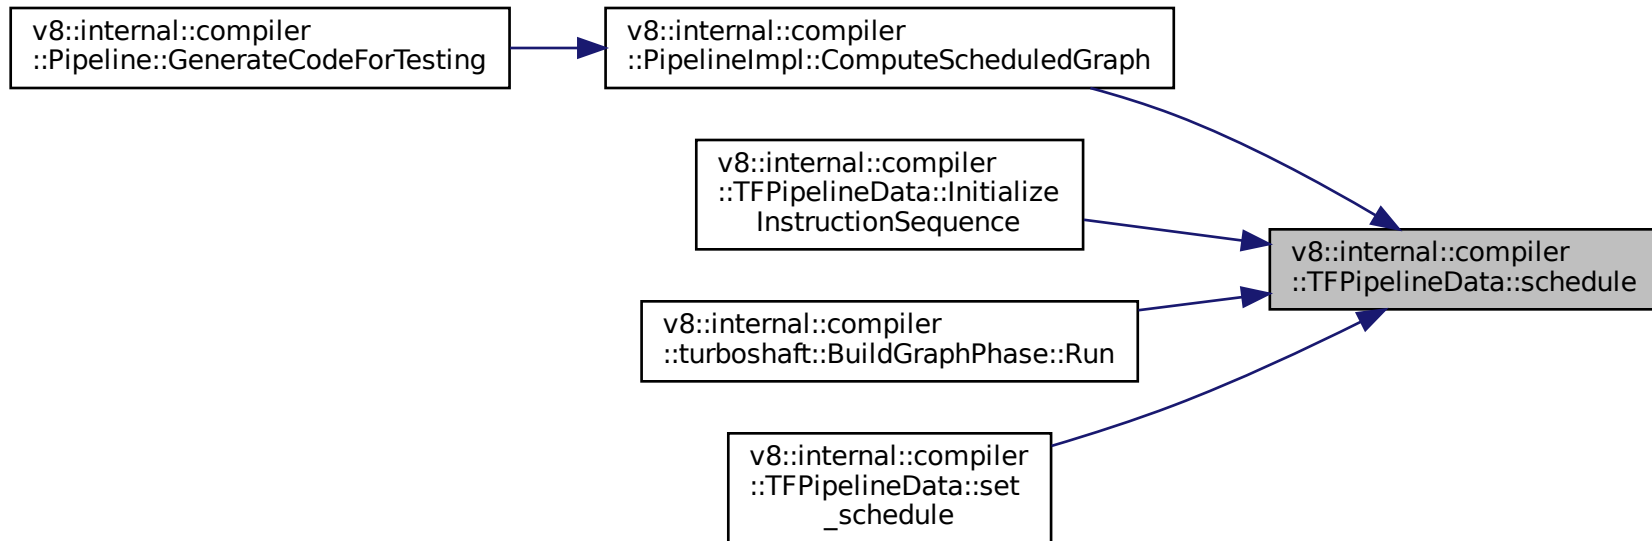 v8::internal::compiler
::Pipeline::GenerateCodeForTesting
v8::internal::compiler
::PipelineImpl::ComputeScheduledGraph
v8::internal::compiler
::TFPipelineData::Initialize
InstructionSequence
v8::internal::compiler
::TFPipelineData::schedule
v8::internal::compiler
::turboshaft::BuildGraphPhase::Run
v8::internal::compiler
::TFPipelineData::set
_schedule